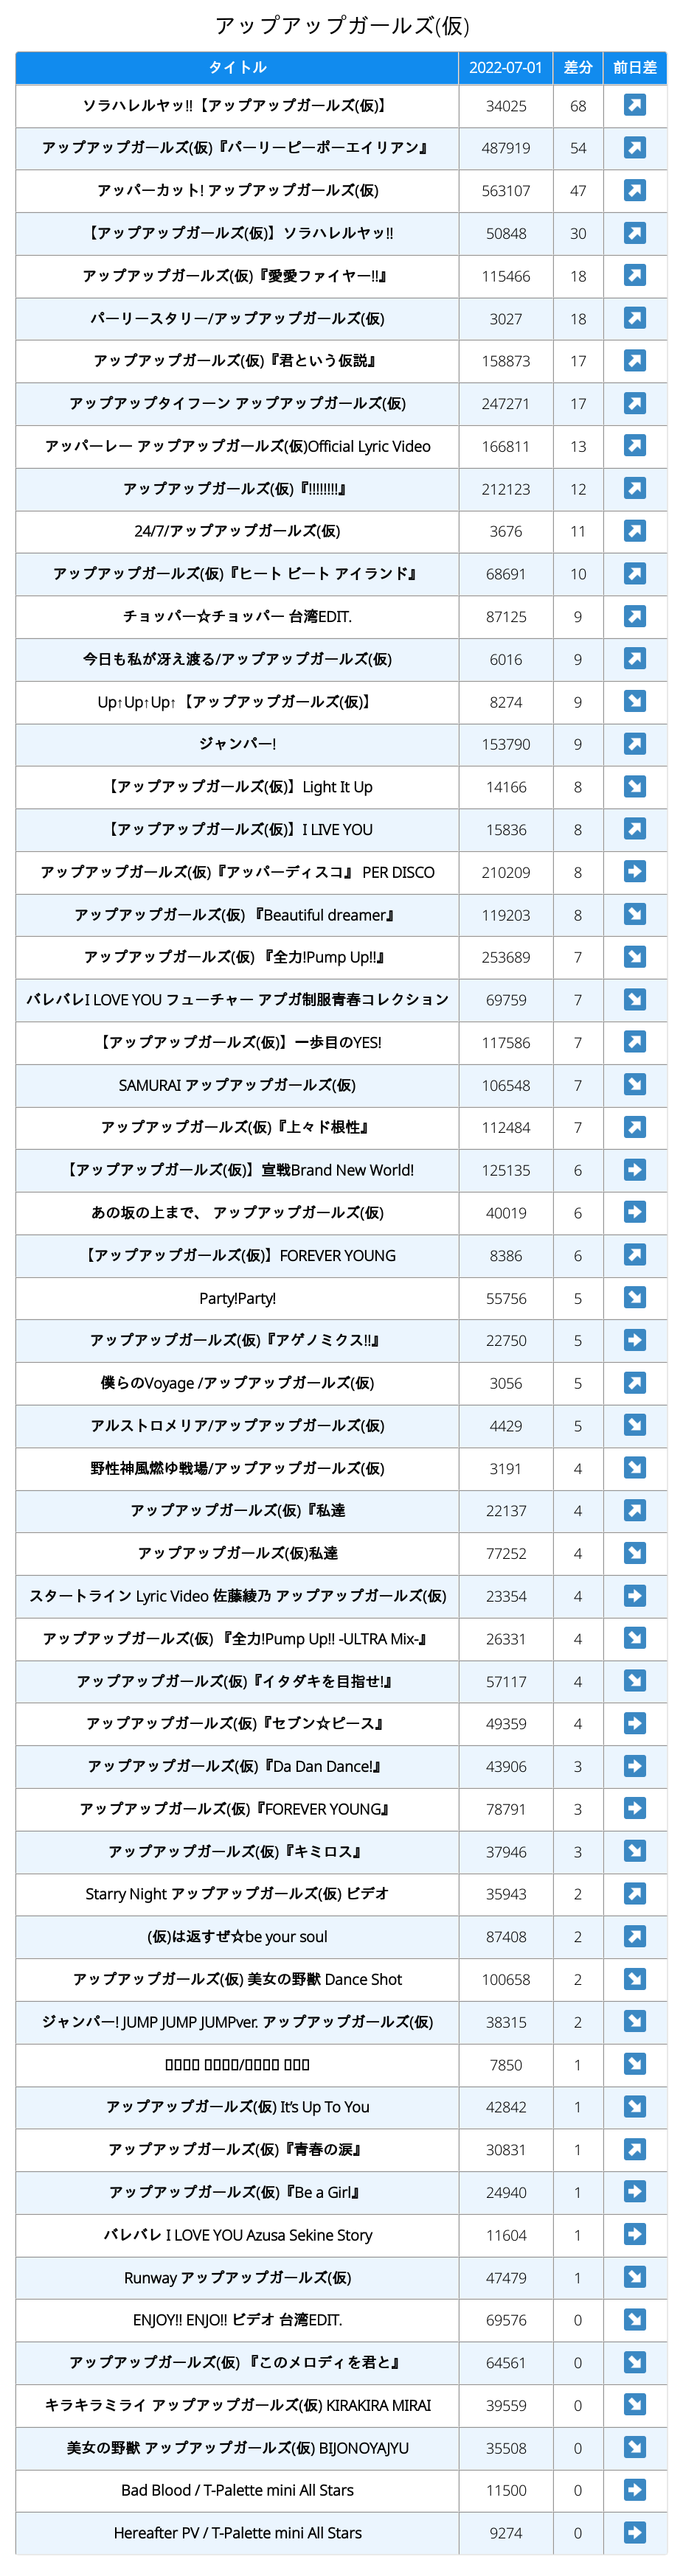 アップアップガールズ(仮)
タイトル 2022-07-01 差分 前日差
ソラハレルヤッ!!【アップアップガールズ(仮)】 34025 68
アップアップガールズ(仮)『パーリーピーポーエイリアン』 487919 54
アッパーカット! アップアップガールズ(仮) 563107 47
【アップアップガールズ(仮)】ソラハレルヤッ!! 50848 30
アップアップガールズ(仮)『愛愛ファイヤー!!』 115466 18
パーリースタリー/アップアップガールズ(仮) 3027 18
アップアップガールズ(仮)『君という仮説』 158873 17
アップアップタイフーン アップアップガールズ(仮) 247271 17
アッパーレー アップアップガールズ(仮)Official Lyric Video 166811 13
アップアップガールズ(仮)『!!!!!!!!』 212123 12
24/7/アップアップガールズ(仮) 3676 11
アップアップガールズ(仮)『ヒート ビート アイランド』 68691 10
チョッパー☆チョッパー 台湾EDIT. 87125 9
今日も私が冴え渡る/アップアップガールズ(仮) 6016 9
Up↑Up↑Up↑【アップアップガールズ(仮)】 8274 9
ジャンパー! 153790 9
【アップアップガールズ(仮)】Light It Up 14166 8
【アップアップガールズ(仮)】I LIVE YOU 15836 8
アップアップガールズ(仮)『アッパーディスコ』 PER DISCO 210209 8
アップアップガールズ(仮) 『Beautiful dreamer』 119203 8
アップアップガールズ(仮) 『全力!Pump Up!!』 253689 7
バレバレI LOVE YOU フューチャー アプガ制服青春コレクション 69759 7
【アップアップガールズ(仮)】一歩目のYES! 117586 7
SAMURAI アップアップガールズ(仮) 106548 7
アップアップガールズ(仮)『上々ド根性』 112484 7
【アップアップガールズ(仮)】宣戦Brand New World! 125135 6
あの坂の上まで、 アップアップガールズ(仮) 40019 6
【アップアップガールズ(仮)】FOREVER YOUNG 8386 6
Party!Party! 55756 5
アップアップガールズ(仮)『アゲノミクス!!』 22750 5
僕らのVoyage /アップアップガールズ(仮) 3056 5
アルストロメリア/アップアップガールズ(仮) 4429 5
野性神風燃ゆ戦場/アップアップガールズ(仮) 3191 4
アップアップガールズ(仮)『私達 22137 4
アップアップガールズ(仮)私達 77252 4
スタートライン Lyric Video 佐藤綾乃 アップアップガールズ(仮) 23354 4
アップアップガールズ(仮) 『全力!Pump Up!! -ULTRA Mix-』 26331 4
アップアップガールズ(仮)『イタダキを目指せ!』 57117 4
アップアップガールズ(仮)『セブン☆ピース』 49359 4
アップアップガールズ(仮)『Da Dan Dance!』 43906 3
アップアップガールズ(仮)『FOREVER YOUNG』 78791 3
アップアップガールズ(仮)『キミロス』 37946 3
Starry Night アップアップガールズ(仮) ビデオ 35943 2
(仮)は返すぜ☆be your soul 87408 2
アップアップガールズ(仮) 美女の野獣 Dance Shot 100658 2
ジャンパー! JUMP JUMP JUMPver. アップアップガールズ(仮) 38315 2
7850 1
アップアップガールズ(仮) It's Up To You 42842 1
アップアップガールズ(仮)『青春の涙』 30831 1
アップアップガールズ(仮)『Be a Girl』 24940 1
バレバレ I LOVE YOU Azusa Sekine Story 11604 1
Runway アップアップガールズ(仮) 47479 1
ENJOY!! ENJO!! ビデオ 台湾EDIT. 69576 0
アップアップガールズ(仮) 『このメロディを君と』 64561 0
キラキラミライ アップアップガールズ(仮) KIRAKIRA MIRAI 39559 0
美女の野獣 アップアップガールズ(仮) BIJONOYAJYU 35508 0
Bad Blood / T-Palette mini All Stars 11500 0
Hereafter PV / T-Palette mini All Stars 9274 0